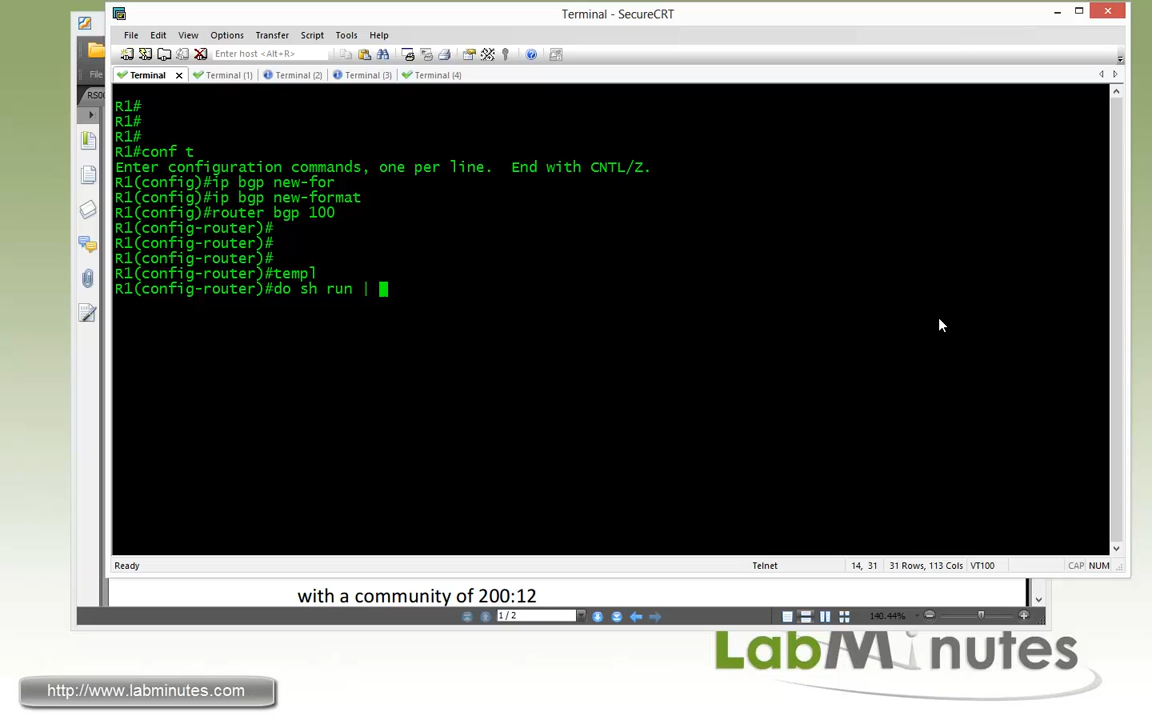 Terminal - SecureCRT
File Edit View Options Transfer Script Tools Help
Enter host <Alt+R>
Terminal Terminal (1) Terminal (2) Terminal (3) Terminal (4)
File
RS00
R1#
R1#
R1#
R1#conf t
Enter configuration commands, one per line.  End with CNTL/Z.
R1(config)#ip bgp new-for
R1(config)#ip bgp new-format
R1(config)#router bgp 100
R1(config-router)#
R1(config-router)#
R1(config-router)#
R1(config-router)#templ
R1(config-router)#do sh run |
Ready Telnet 14, 31 31 Rows, 113 Cols VT100 CAP NUM
with a community of 200:12
1 / 2 140.44%
LabMinutes
http://www.labminutes.com